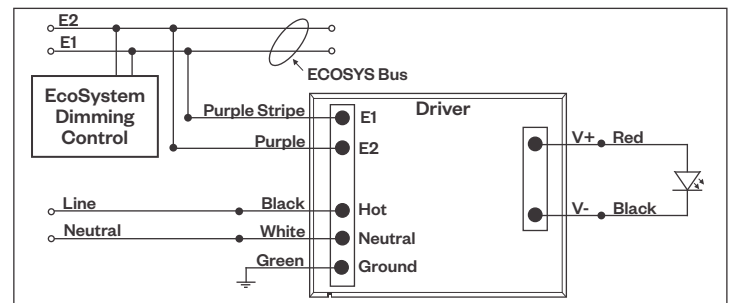 E2
E1
ECOSYS Bus
EcoSystem
Dimming
Control
Driver
Purple Stripe
E1
Purple
E2
V+
Red
Line
Black
Hot
V-
Black
Neutral
White
Neutral
Green
Ground